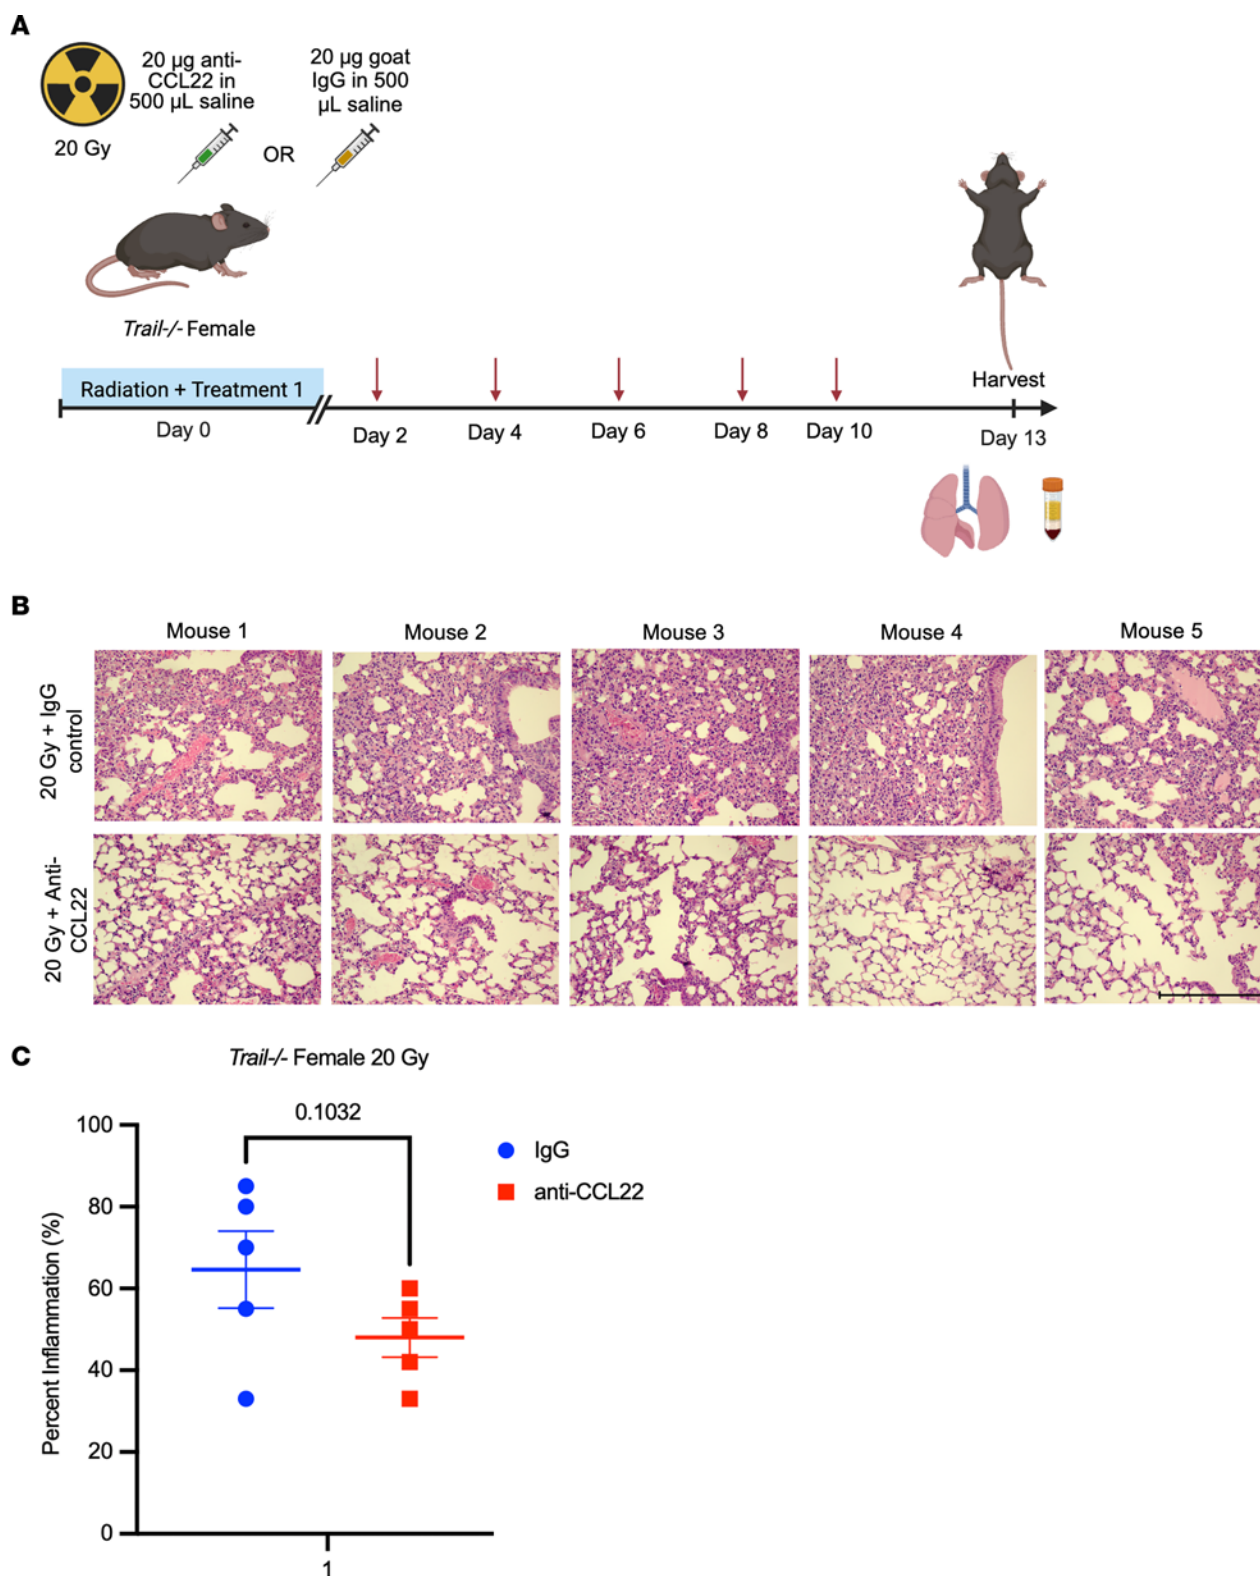 A
20 µg anti-
CCL22 in
500 µL saline
20 µg goat
IgG in 500
µL saline
20 Gy
OR
Trail-/- Female
Radiation + Treatment 1
Harvest
Day 0
Day 2
Day 4
Day 6
Day 8
Day 10
Day 13
B
Mouse 1
Mouse 2
Mouse 3
Mouse 4
Mouse 5
20 Gy + IgG
control
20 Gy + Anti-
CCL22
C
Trail-/- Female 20 Gy
0.1032
IgG
anti-CCL22
Percent Inflammation (%)
100
80
60
40
20
0
1